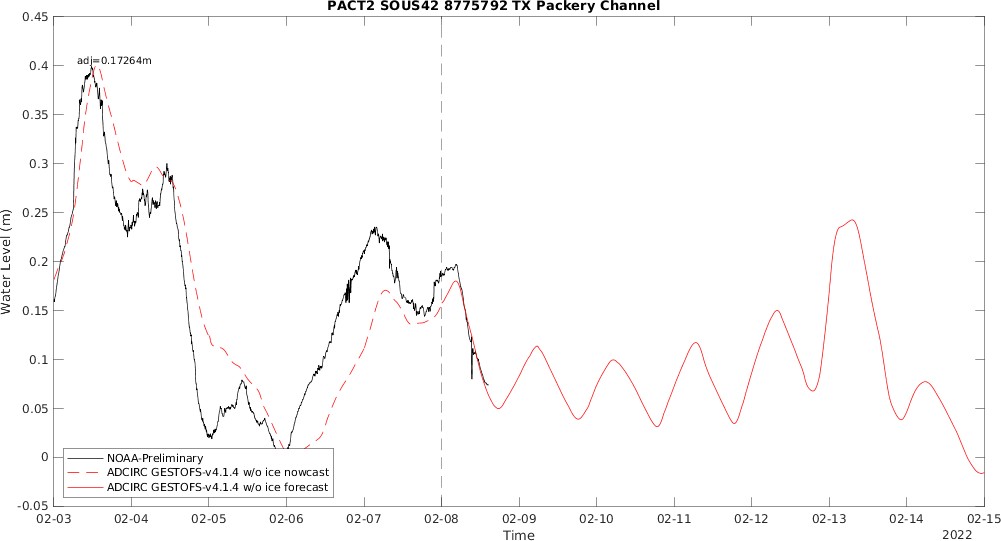 PACT2 SOUS42 8775792 TX Packery Channel
0.45
0.4
0.35
0.3
0.25
0.2
0.15
0.1
0.05
0
-0.05
Water Level (m)
adj=0.17264m
NOAA-Preliminary
ADCIRC GESTOFS-v4.1.4 w/o ice nowcast
ADCIRC GESTOFS-v4.1.4 w/o ice forecast
02-03 02-04 02-05 02-06 02-07 02-08 02-09 02-10 02-11 02-12 02-13 02-14 02-15
Time
2022